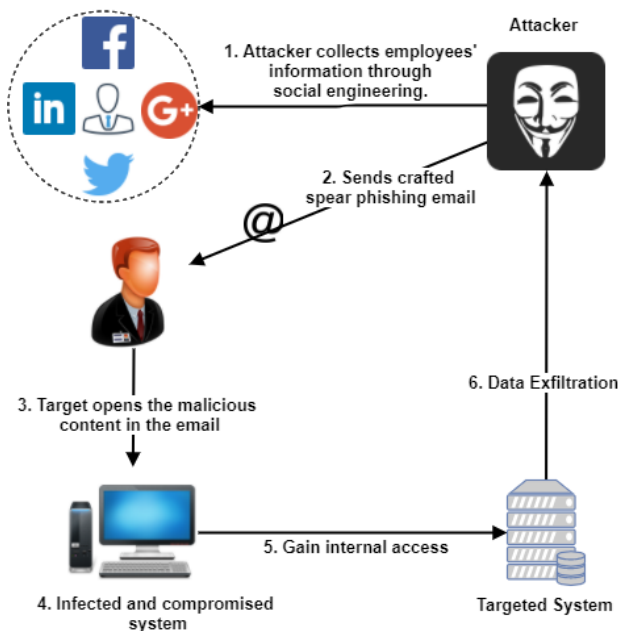 Attacker
1. Attacker collects employees'
information through
social engineering.
f
in
G+
2. Sends crafted
spear phishing email
@
3. Target opens the malicious
content in the email
6. Data Exfiltration
5. Gain internal access
4. Infected and compromised
system
Targeted System